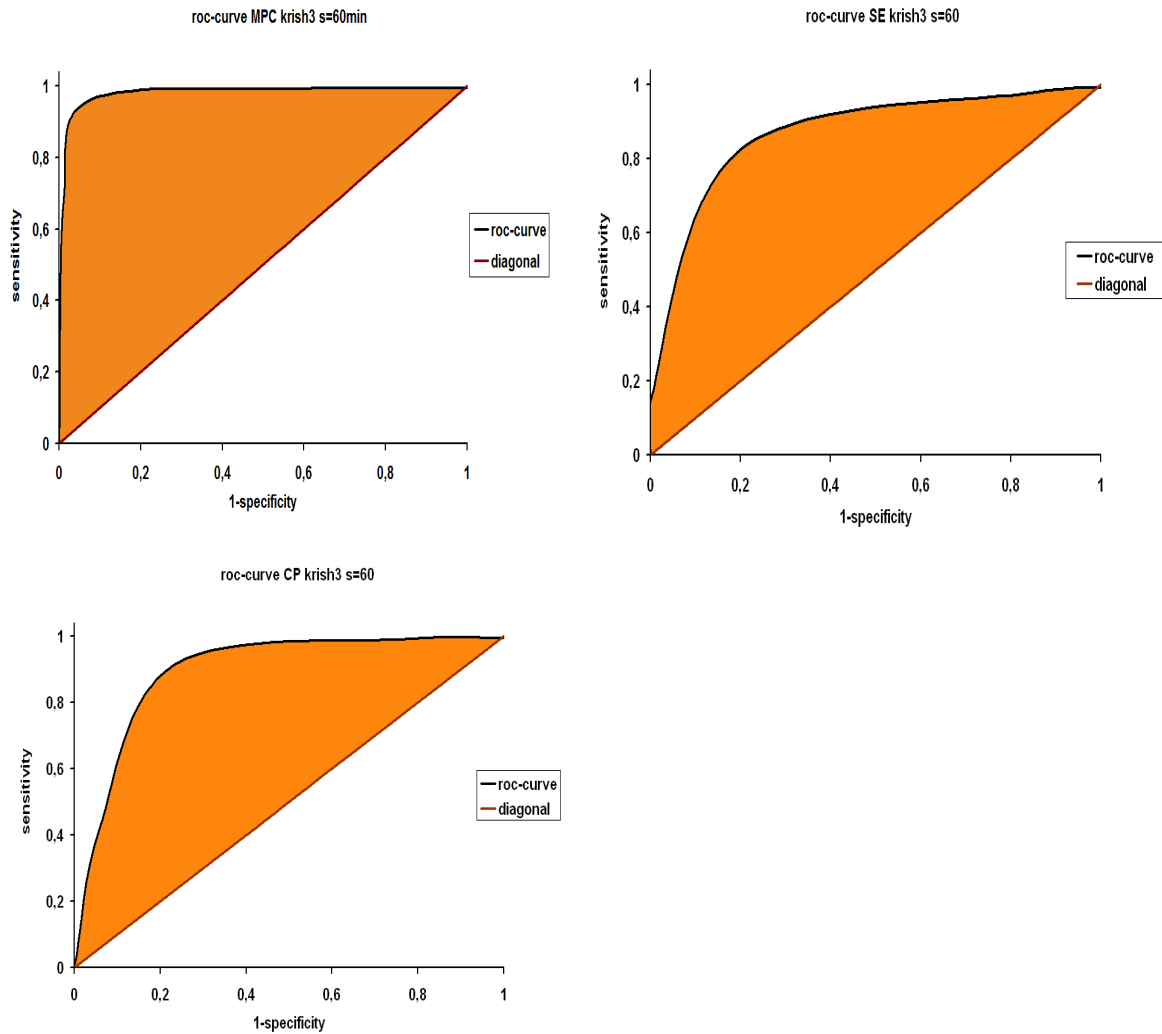 roc-curve MPC krish3 s=60min
1
0,8
0,6
0,4
0,2
0
sensitivity
0 0,2 0,4 0,6 0,8 1
1-specificity
roc-curve
diagonal
roc-curve SE krish3 s=60
1
0,8
0,6
0,4
0,2
0
sensitivity
0 0,2 0,4 0,6 0,8 1
1-specificity
roc-curve
diagonal
roc-curve CP krish3 s=60
1
0,8
0,6
0,4
0,2
0
sensitivity
0 0,2 0,4 0,6 0,8 1
1-specificity
roc-curve
diagonal